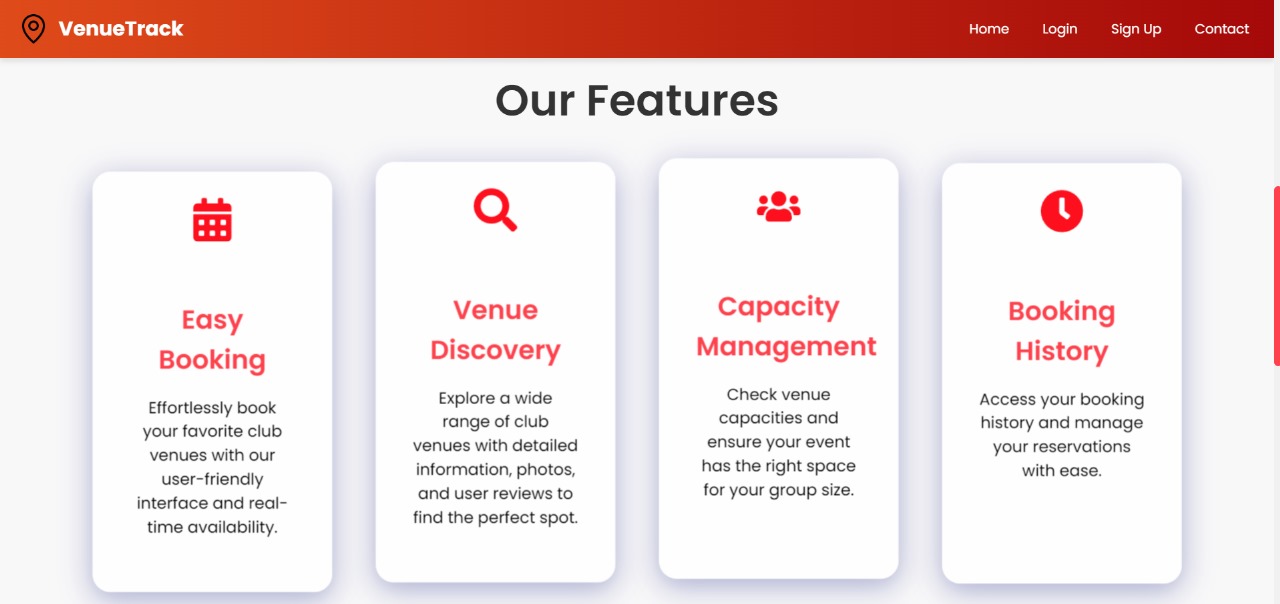 VenueTrack
Home Login Sign Up Contact
Our Features
Easy
Booking
Effortlessly book
your favorite club
venues with our
user-friendly
interface and real-
time availability.
Venue
Discovery
Explore a wide
range of club
venues with detailed
information, photos,
and user reviews to
find the perfect spot.
Capacity
Management
Check venue
capacities and
ensure your event
has the right space
for your group size.
Booking
History
Access your booking
history and manage
your reservations
with ease.